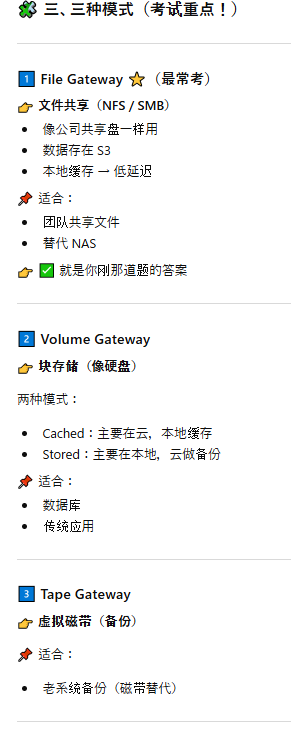 🧩 三、三种模式（考试重点！）
1️⃣ File Gateway ⭐（最常考）
👉 文件共享（NFS / SMB）
• 像公司共享盘一样用
• 数据存在 S3
• 本地缓存 → 低延迟
📌 适合：
• 团队共享文件
• 替代 NAS
👉 ✅ 就是你刚那道题的答案
2️⃣ Volume Gateway
👉 块存储（像硬盘）
两种模式：
• Cached：主要在云，本地缓存
• Stored：主要在本地，云做备份
📌 适合：
• 数据库
• 传统应用
3️⃣ Tape Gateway
👉 虚拟磁带（备份）
📌 适合：
• 老系统备份（磁带替代）